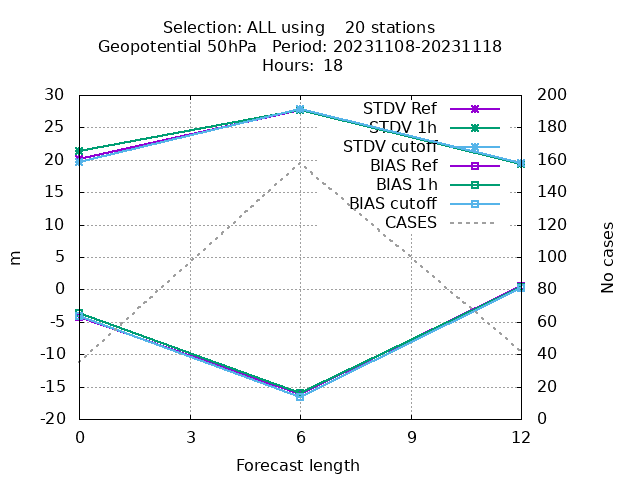 Selection: ALL using    20 stations
Geopotential 50hPa   Period: 20231108-20231118
Hours: 18
30
25
20
15
10
5
0
-5
-10
-15
-20
m
STDV Ref
STDV 1h
STDV cutoff
BIAS Ref
BIAS 1h
BIAS cutoff
CASES
200
180
160
140
120
100
80
60
40
20
0
No cases
0 3 6 9 12
Forecast length